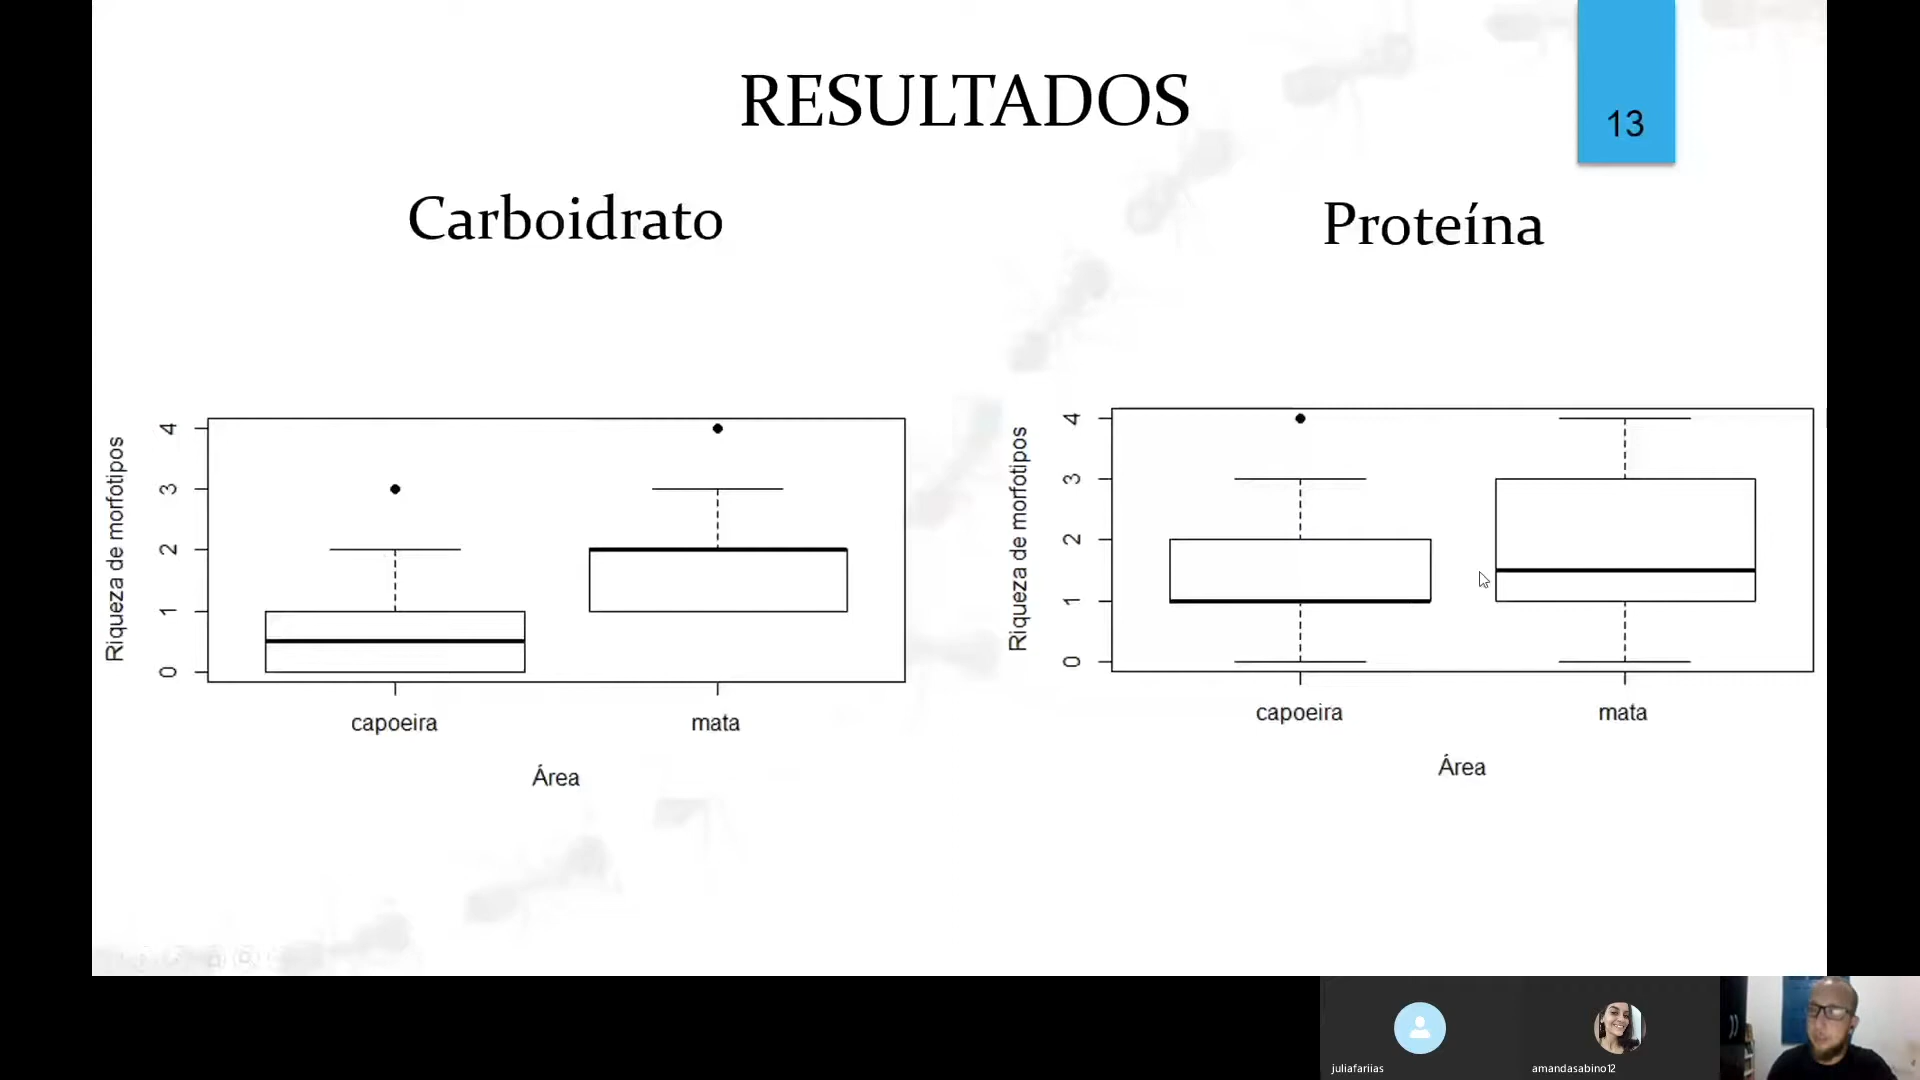 RESULTADOS
13
Carboidrato
Proteína
Riqueza de morfotipos
4
3
2
1
0
capoeira
mata
Área
Riqueza de morfotipos
4
3
2
1
0
capoeira
mata
Área
juliafariias
amandasabino12